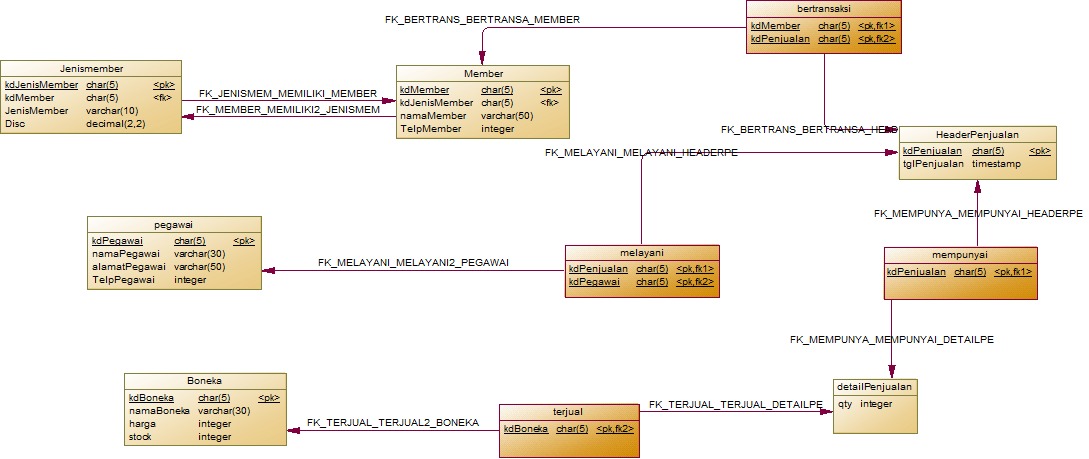 bertransaksi
kdMember char(5) <pk,fk1>
kdPenjualan char(5) <pk,fk2>
FK_BERTRANS_BERTRANSA_MEMBER
Jenismember
kdJenisMember char(5) <pk>
kdMember char(5) <fk>
JenisMember varchar(10)
Disc decimal(2,2)
FK_JENISMEM_MEMILIKI_MEMBER
FK_MEMBER_MEMILIKI2_JENISMEM
Member
kdMember char(5) <pk>
kdJenisMember char(5) <fk>
namaMember varchar(50)
TelpMember integer
FK_BERTRANS_BERTRANSA_HEAD
HeaderPenjualan
kdPenjualan char(5) <pk>
tglPenjualan timestamp
FK_MELAYANI_MELAYANI_HEADERPE
FK_MEMPUNYA_MEMPUNYAI_HEADERPE
pegawai
kdPegawai char(5) <pk>
namaPegawai varchar(30)
alamatPegawai varchar(50)
TelpPegawai integer
FK_MELAYANI_MELAYANI2_PEGAWAI
melayani
kdPenjualan char(5) <pk,fk1>
kdPegawai char(5) <pk,fk2>
mempunyai
kdPenjualan char(5) <pk,fk1>
FK_MEMPUNYA_MEMPUNYAI_DETAILPE
Boneka
kdBoneka char(5) <pk>
namaBoneka varchar(30)
harga integer
stock integer
FK_TERJUAL_TERJUAL2_BONEKA
terjual
kdBoneka char(5) <pk,fk2>
FK_TERJUAL_TERJUAL_DETAILPE
detailPenjualan
qty integer